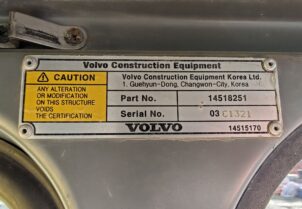 Volvo Construction Equipment
CAUTION
ANY ALTERATION
OR MODIFICATION
ON THIS STRUCTURE
VOIDS
THE CERTIFICATION
Volvo Construction Equipment Korea Ltd.
1, Guehyun-Dong, Changwon-City, Korea
Part No. 14518251
Serial No. 03 C1321
VOLVO 14515170